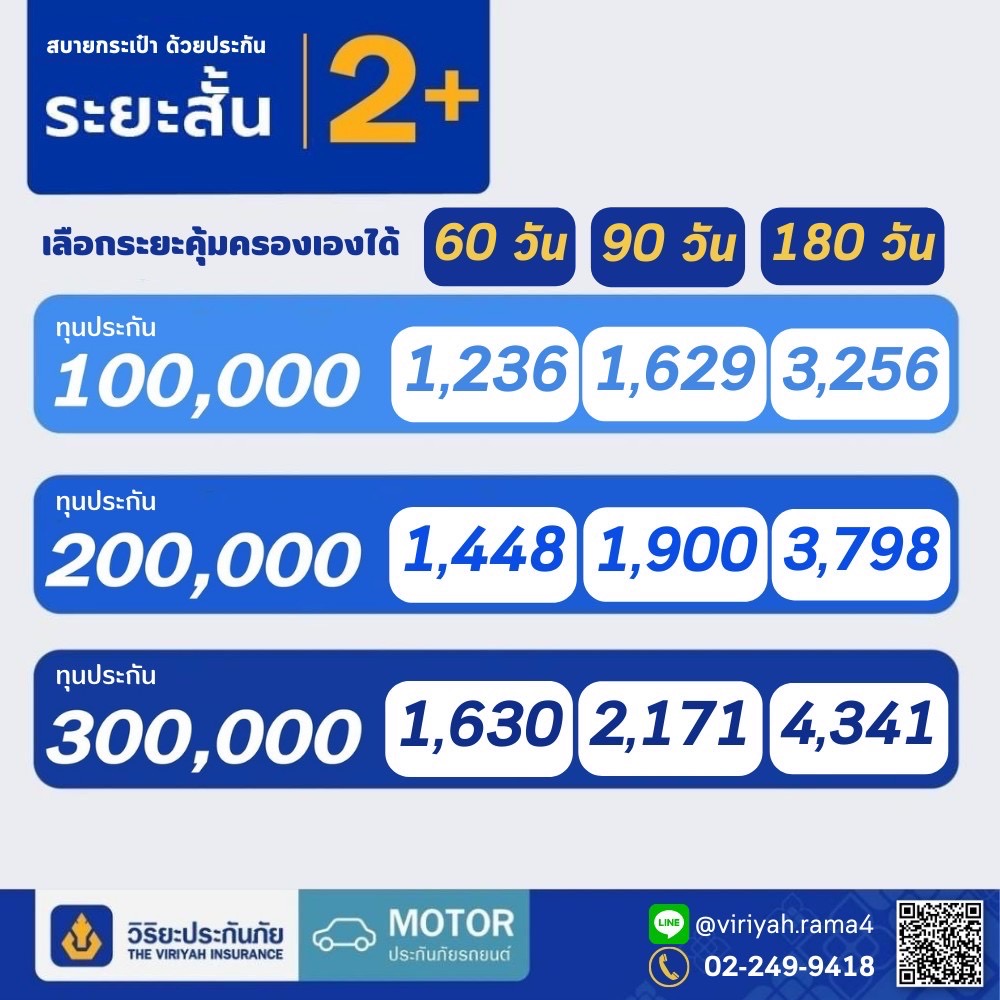 สบายกระเป๋า ด้วยประกัน
ระยะสั้น
2+
เลือกระยะคุ้มครองเองได้ 60 วัน 90 วัน 180 วัน
ทุนประกัน
100,000 1,236 1,629 3,256
ทุนประกัน
200,000 1,448 1,900 3,798
ทุนประกัน
300,000 1,630 2,171 4,341
วิริยะประกันภัย
THE VIRIYAH INSURANCE
MOTOR
ประกันภัยรถยนต์
LINE @viriyah.rama4
02-249-9418